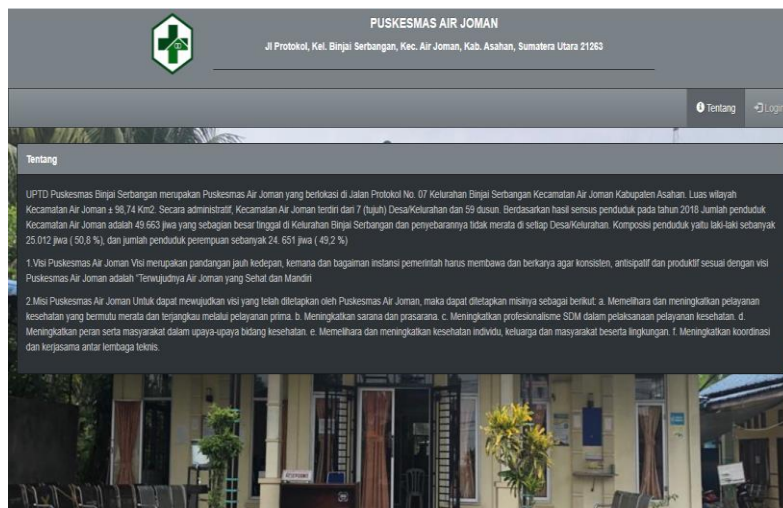 PUSKESMAS AIR JOMAN
Jl Protokol, Kel. Binjai Serbangan, Kec. Air Joman, Kab. Asahan, Sumatera Utara 21263
Tentang
Login
Tentang
UPTD Puskesmas Binjai Serbangan merupakan Puskesmas Air Joman yang berlokasi di Jalan Protokol No. 07 Kelurahan Binjai Serbangan Kecamatan Air Joman Kabupaten Asahan. Luas wilayah
Kecamatan Air Joman ± 98,74 Km2. Secara administratif, Kecamatan Air Joman terdiri dari 7 (tujuh) Desa/Kelurahan dan 59 dusun. Berdasarkan hasil sensus penduduk pada tahun 2018 Jumlah penduduk
Kecamatan Air Joman adalah 49.663 jiwa yang sebagian besar tinggal di Kelurahan Binjai Serbangan dan penyebarannya tidak merata di setiap Desa/Kelurahan. Komposisi penduduk yaitu laki-laki sebanyak
25.012 jiwa ( 50,8 %), dan jumlah penduduk perempuan sebanyak 24. 651 jiwa ( 49,2 %)
1.Visi Puskesmas Air Joman Visi merupakan pandangan jauh kedepan, kemana dan bagaiman instansi pemerintah harus membawa dan berkarya agar konsisten, antisipatif dan produktif sesuai dengan visi
Puskesmas Air Joman adalah "Terwujudnya Air Joman yang Sehat dan Mandiri
2.Misi Puskesmas Air Joman Untuk dapat mewujudkan visi yang telah ditetapkan oleh Puskesmas Air Joman, maka dapat ditetapkan misinya sebagai berikut: a. Memelihara dan meningkatkan pelayanan
kesehatan yang bermutu merata dan terjangkau melalui pelayanan prima. b. Meningkatkan sarana dan prasarana. c. Meningkatkan profesionalisme SDM dalam pelaksanaan pelayanan kesehatan. d.
Meningkatkan peran serta masyarakat dalam upaya-upaya bidang kesehatan. e. Memelihara dan meningkatkan kesehatan individu, keluarga dan masyarakat beserta lingkungan. f. Meningkatkan koordinasi
dan kerjasama antar lembaga teknis.